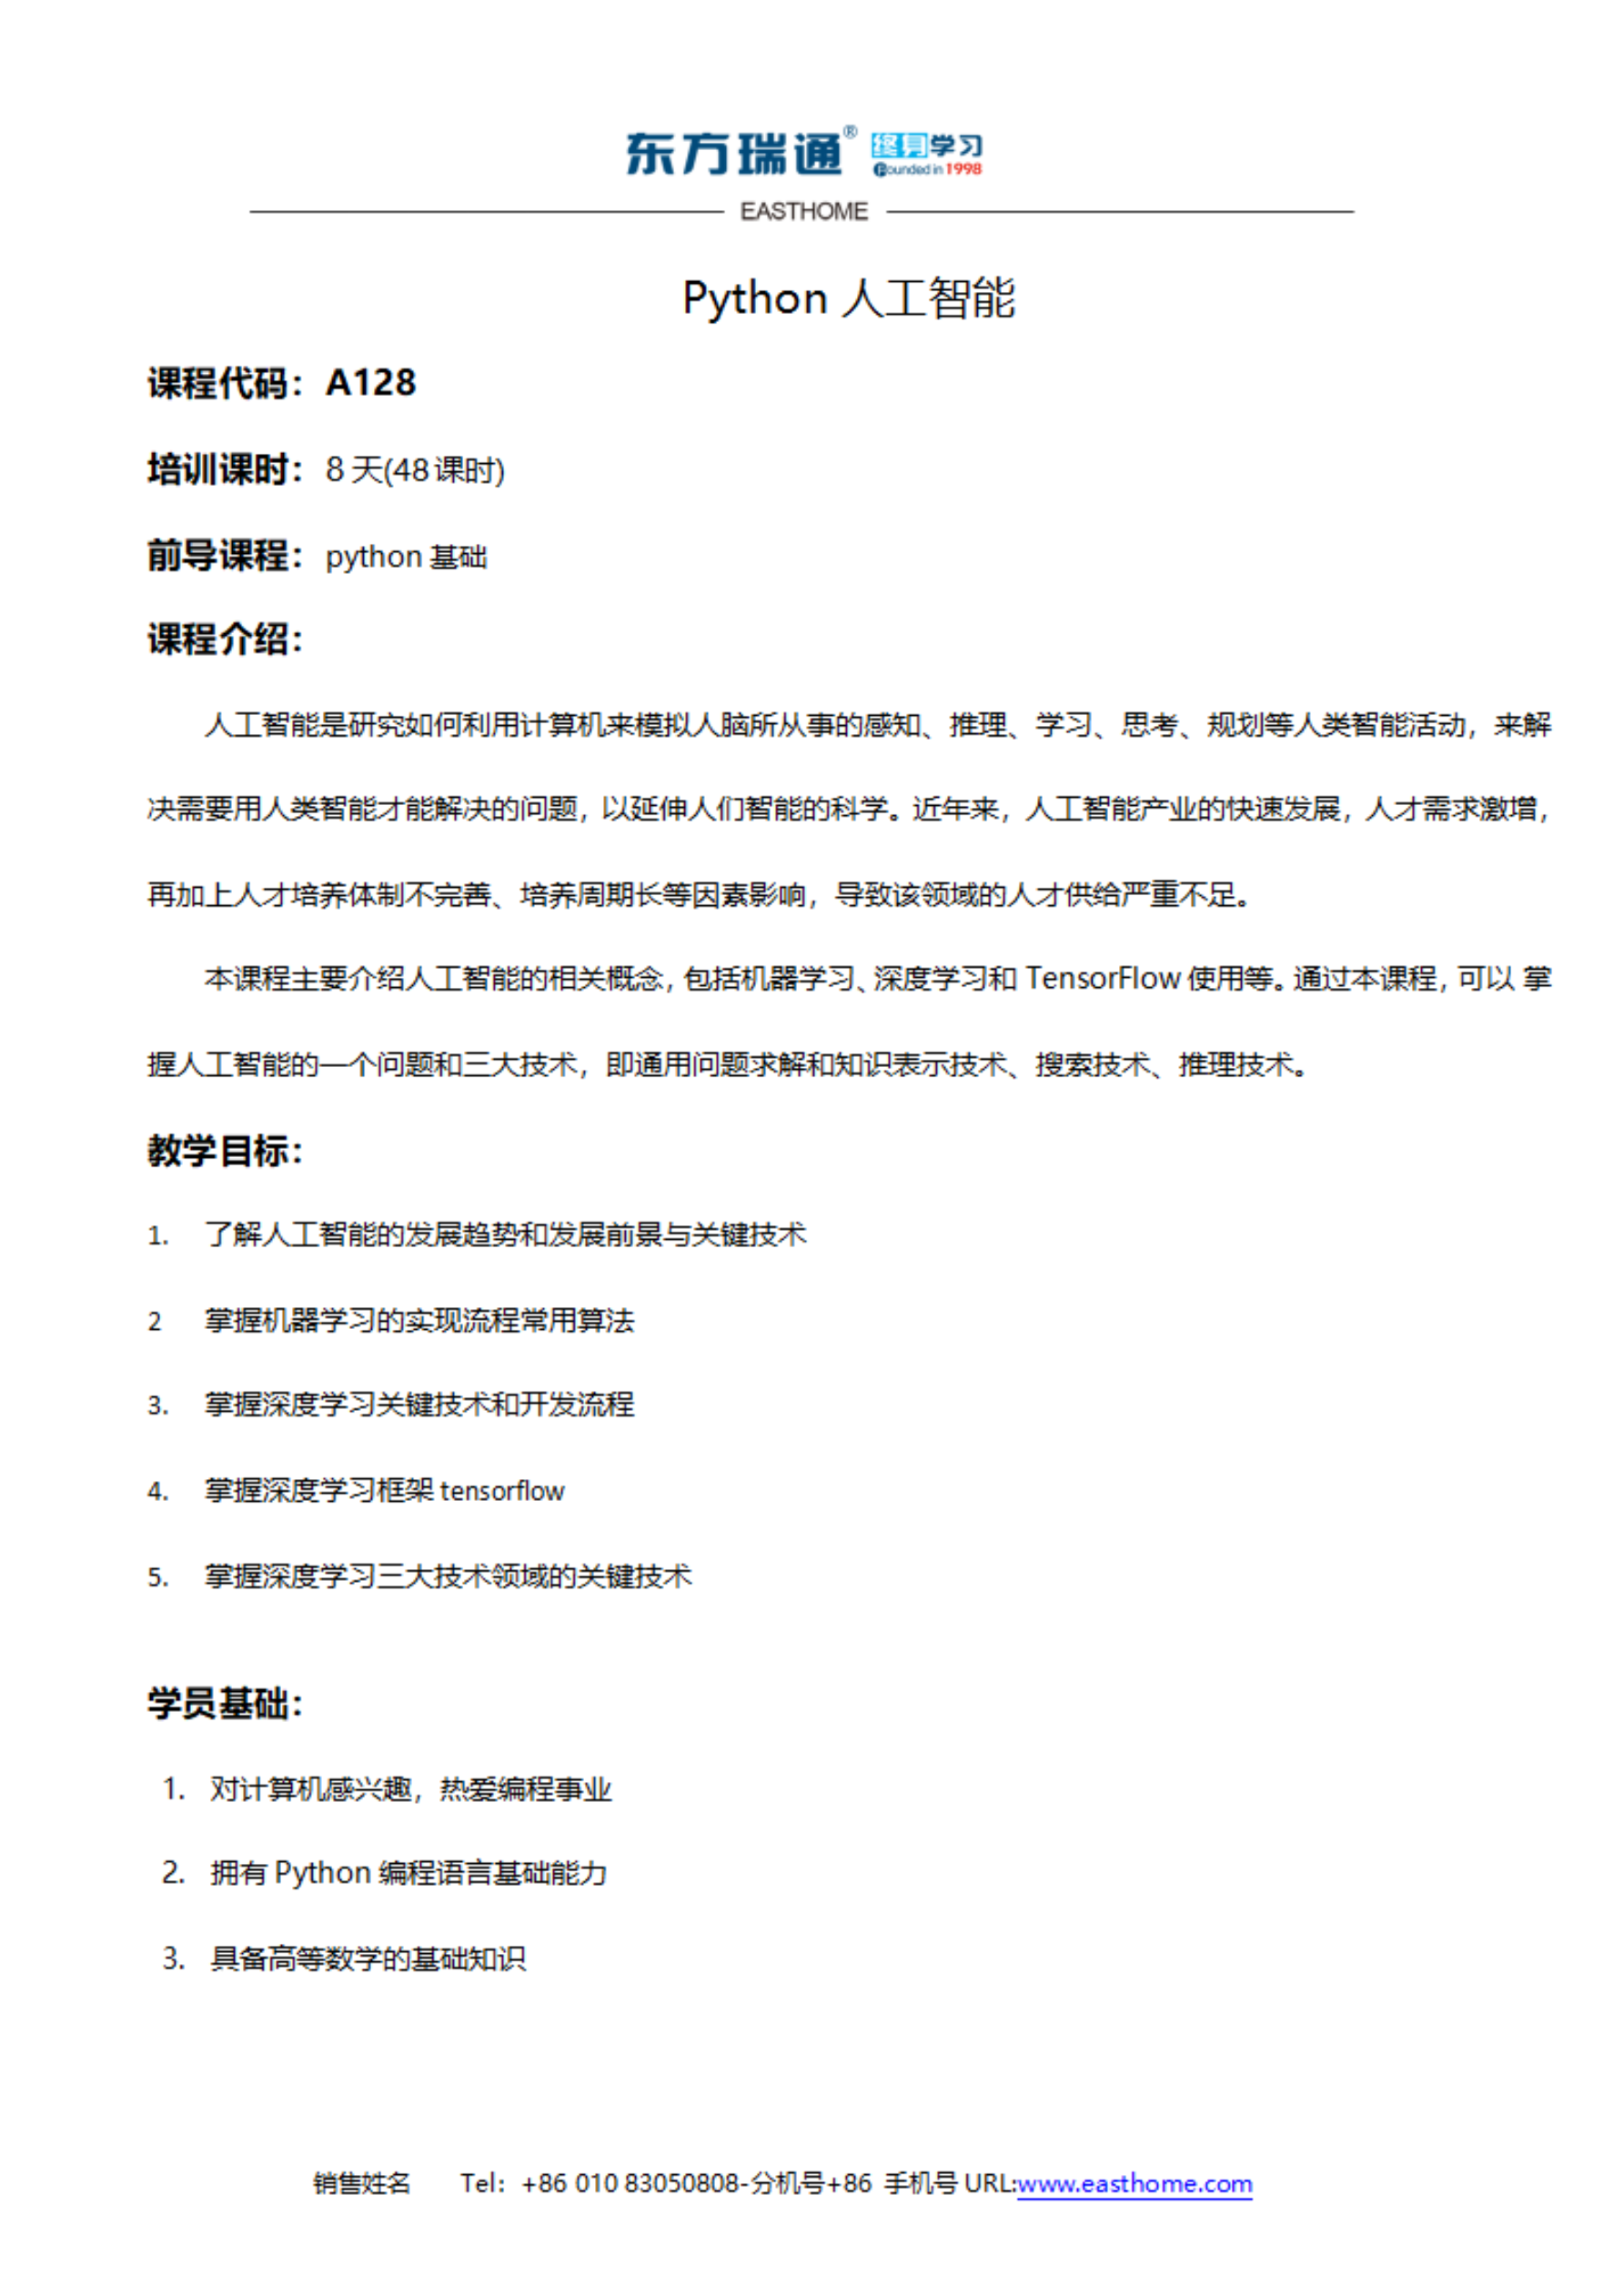 东方瑞通® 终身学习
Founded in 1998
EASTHOME
Python 人工智能
课程代码：A128
培训课时：8 天(48 课时)
前导课程：python 基础
课程介绍：
人工智能是研究如何利用计算机来模拟人脑所从事的感知、推理、学习、思考、规划等人类智能活动，来解
决需要用人类智能才能解决的问题，以延伸人们智能的科学。近年来，人工智能产业的快速发展，人才需求激增，
再加上人才培养体制不完善、培养周期长等因素影响，导致该领域的人才供给严重不足。
本课程主要介绍人工智能的相关概念，包括机器学习、深度学习和 TensorFlow 使用等。通过本课程，可以 掌
握人工智能的一个问题和三大技术，即通用问题求解和知识表示技术、搜索技术、推理技术。
教学目标：
1. 了解人工智能的发展趋势和发展前景与关键技术
2 掌握机器学习的实现流程常用算法
3. 掌握深度学习关键技术和开发流程
4. 掌握深度学习框架 tensorflow
5. 掌握深度学习三大技术领域的关键技术
学员基础：
1. 对计算机感兴趣，热爱编程事业
2. 拥有 Python 编程语言基础能力
3. 具备高等数学的基础知识
销售姓名 Tel：+86 010 83050808-分机号+86 手机号 URL:www.easthome.com